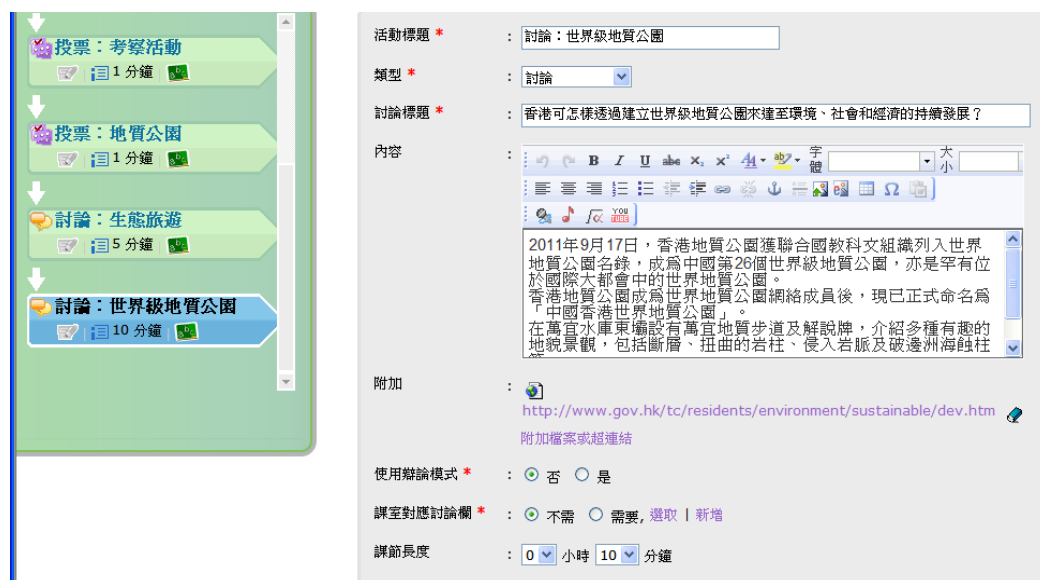 投票：考察活動
1 分鐘
投票：地質公園
1 分鐘
討論：生態旅遊
5 分鐘
討論：世界級地質公園
10 分鐘
活動標題 * : 討論：世界級地質公園
類型 * : 討論
討論標題 * : 香港可怎樣透過建立世界級地質公園來達至環境、社會和經濟的持續發展？
內容 :
B I U abc X₂ X² 字體 大小
YOU
2011年9月17日，香港地質公園獲聯合國教科文組織列入世界
地質公園名錄，成為中國第26個世界級地質公園，亦是罕有位
於國際大都會中的世界地質公園。
香港地質公園成為世界地質公園網絡成員後，現已正式命名為
「中國香港世界地質公園」。
在萬宜水庫東壩設有萬宜地質步道及解說牌，介紹多種有趣的
地貌景觀，包括斷層、扭曲的岩柱、侵入岩脈及破邊洲海蝕柱
附加 :
http://www.gov.hk/tc/residents/environment/sustainable/dev.htm
附加檔案或超連結
使用辯論模式 * : 否 是
課室對應討論欄 * : 不需 需要, 選取 | 新增
課節長度 : 0 小時 10 分鐘